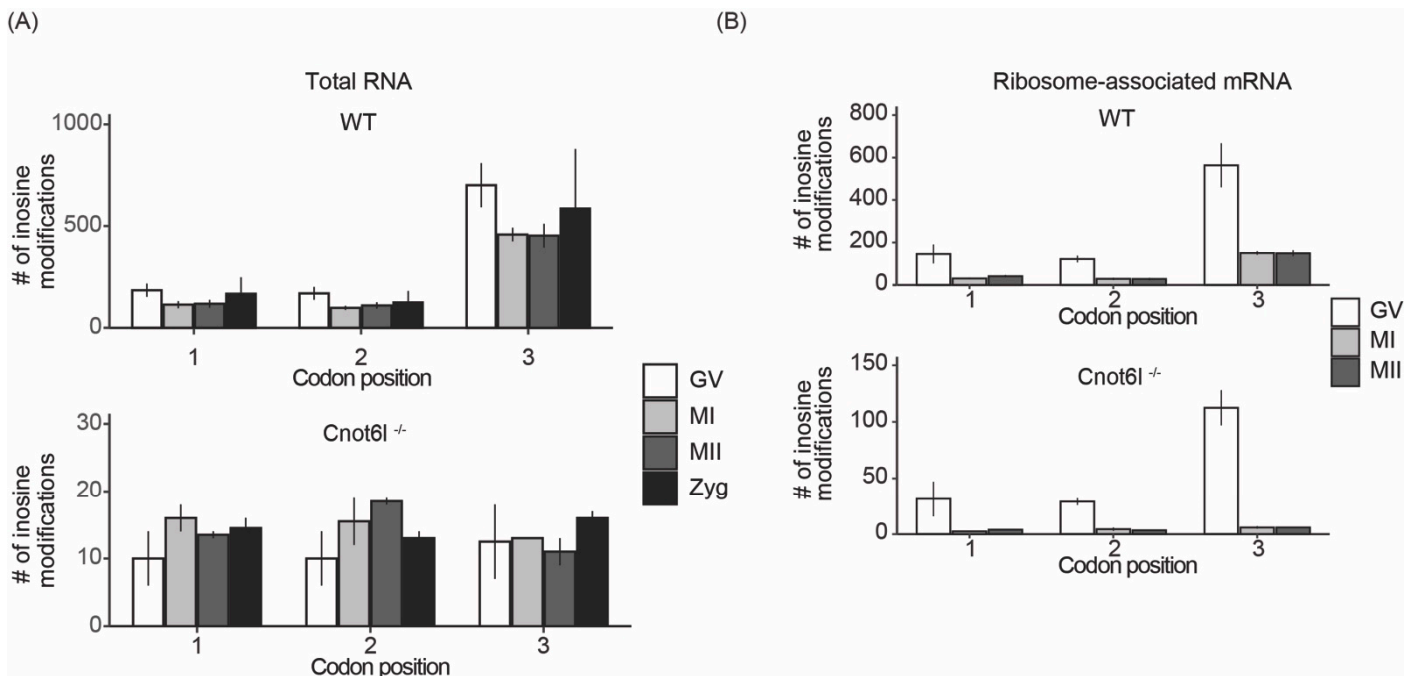 (A)
Total RNA
WT
# of inosine
modifications
1000
500
0
1
2
3
Codon position
Cnot6l -/-
# of inosine
modifications
30
20
10
0
1
2
3
Codon position
GV
MI
MII
Zyg
(B)
Ribosome-associated mRNA
WT
# of inosine
modifications
800
600
400
200
0
1
2
3
Codon position
Cnot6l -/-
# of inosine
modifications
150
100
50
0
1
2
3
Codon position
GV
MI
MII